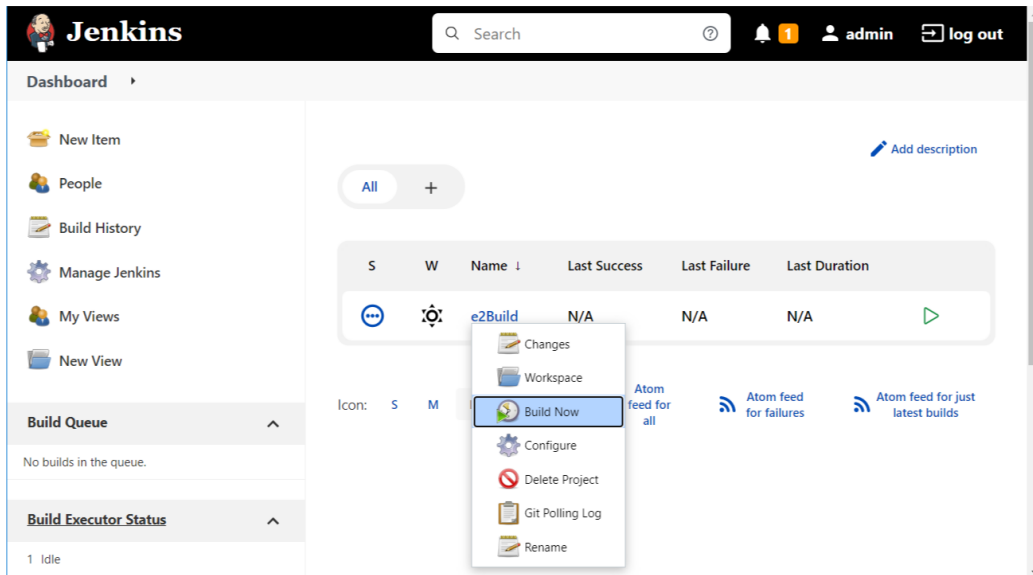 Jenkins
Search
1
admin
log out
Dashboard
New Item
People
Build History
Manage Jenkins
My Views
New View
Build Queue
No builds in the queue.
Build Executor Status
1 Idle
Add description
All +
S W Name ↓ Last Success Last Failure Last Duration
e2Build N/A N/A N/A
Changes
Workspace
Build Now
Configure
Delete Project
Git Polling Log
Rename
Icon: S M
Atom
feed for
all
Atom feed
for failures
Atom feed for just
latest builds